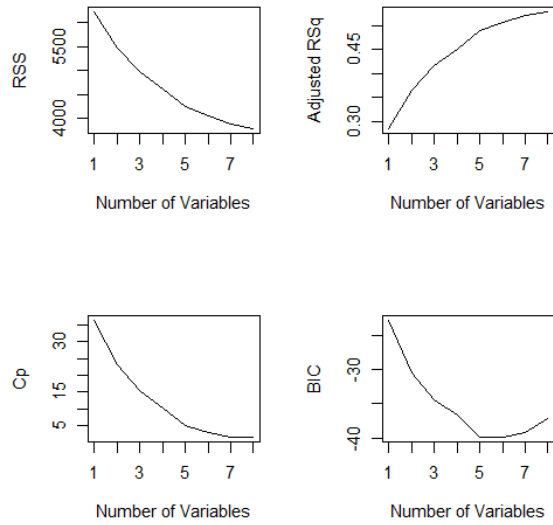 RSS
5500
4000
1 3 5 7
Number of Variables
Adjusted RSq
0.45
0.30
1 3 5 7
Number of Variables
Cp
30
15
5
1 3 5 7
Number of Variables
BIC
-30
-40
1 3 5 7
Number of Variables